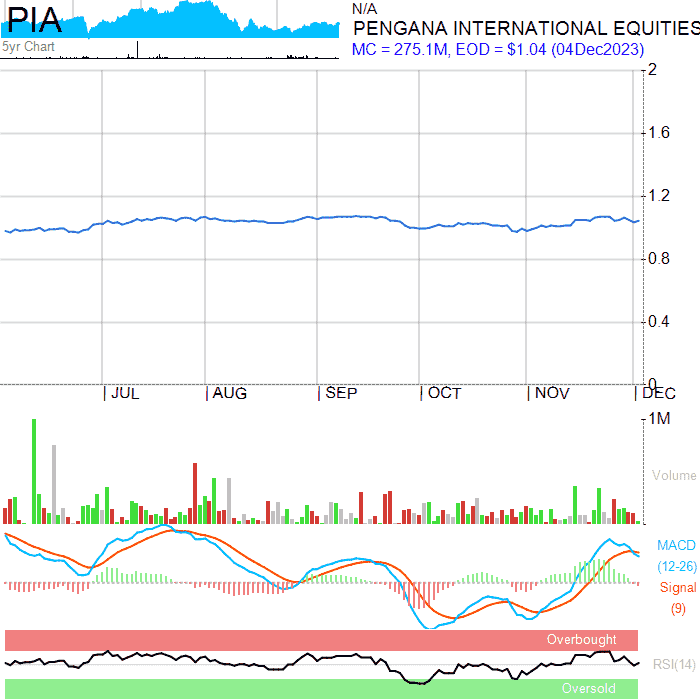 PIA
5yr Chart
N/A
PENGANA INTERNATIONAL EQUITIES
MC = 275.1M, EOD = $1.04 (04Dec2023)
2
1.6
1.2
0.8
0.4
0
JUL AUG SEP OCT NOV DEC
1M
Volume
MACD
(12-26)
Signal
(9)
Overbought
RSI(14)
Oversold